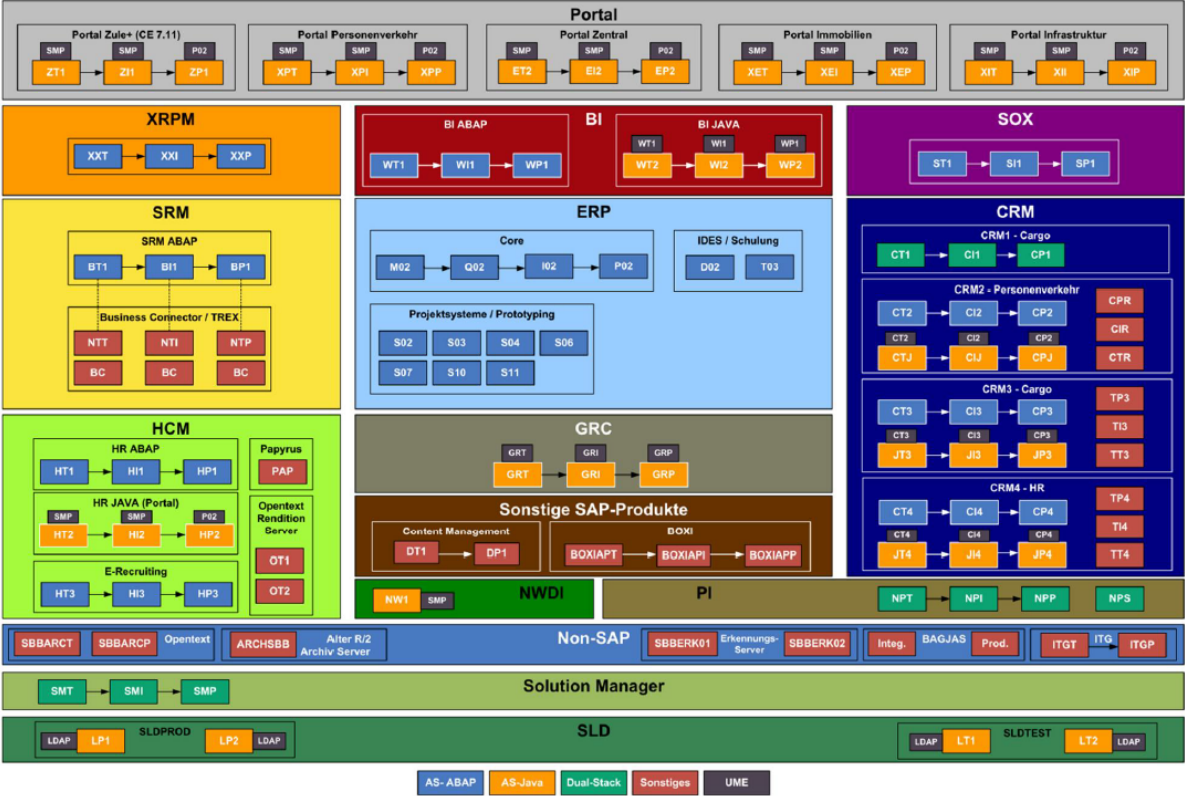 Portal
Portal Zule+ (CE 7.11)
SMP SMP P02
ZT1 ZI1 ZP1
Portal Personenverkehr
SMP SMP P02
XPT XPI XPP
Portal Zentral
SMP SMP P02
ET2 EI2 EP2
Portal Immobilien
SMP SMP P02
XET XEI XEP
Portal Infrastruktur
SMP SMP P02
XIT XII XIP
XRPM
XXT XXI XXP
BI
BI ABAP
WT1 WI1 WP1
BI JAVA
WT1 WI1 WP1
WT2 WI2 WP2
SOX
ST1 SI1 SP1
SRM
SRM ABAP
BT1 BI1 BP1
Business Connector / TREX
NTT NTI NTP
BC BC BC
ERP
Core
M02 Q02 I02 P02
IDES / Schulung
D02 T03
Projektsysteme / Prototyping
S02 S03 S04 S06
S07 S10 S11
CRM
CRM1 - Cargo
CT1 CI1 CP1
CRM2 - Personenverkehr
CT2 CI2 CP2
CT2 CI2 CP2
CTJ CIJ CPJ
CPR
CIR
CTR
CRM3 - Cargo
CT3 CI3 CP3
CT3 CI3 CP3
JT3 JI3 JP3
TP3
TI3
TT3
CRM4 - HR
CT4 CI4 CP4
CT4 CI4 CP4
JT4 JI4 JP4
TP4
TI4
TT4
HCM
HR ABAP
HT1 HI1 HP1
HR JAVA (Portal)
SMP SMP P02
HT2 HI2 HP2
E-Recruiting
HT3 HI3 HP3
Papyrus
PAP
Opentext
Rendition
Server
OT1
OT2
GRC
GRT GRI GRP
GRT GRI GRP
Sonstige SAP-Produkte
Content Management
DT1 DP1
BOXI
BOXIAPT BOXIAPI BOXIAPP
NWDI
NW1 SMP
PI
NPT NPI NPP NPS
Non-SAP
SBBARCT SBBARCP Opentext
ARCHSBB Alter R/2
Archiv Server
SBBERK01 Erkennungs-
Server SBBERK02
Integ. BAGJAS Prod.
ITGT ITG ITGP
Solution Manager
SMT SMI SMP
SLD
SLDPROD
LDAP LP1 LP2 LDAP
SLDTEST
LDAP LT1 LT2 LDAP
AS- ABAP AS-Java Dual-Stack Sonstiges UME